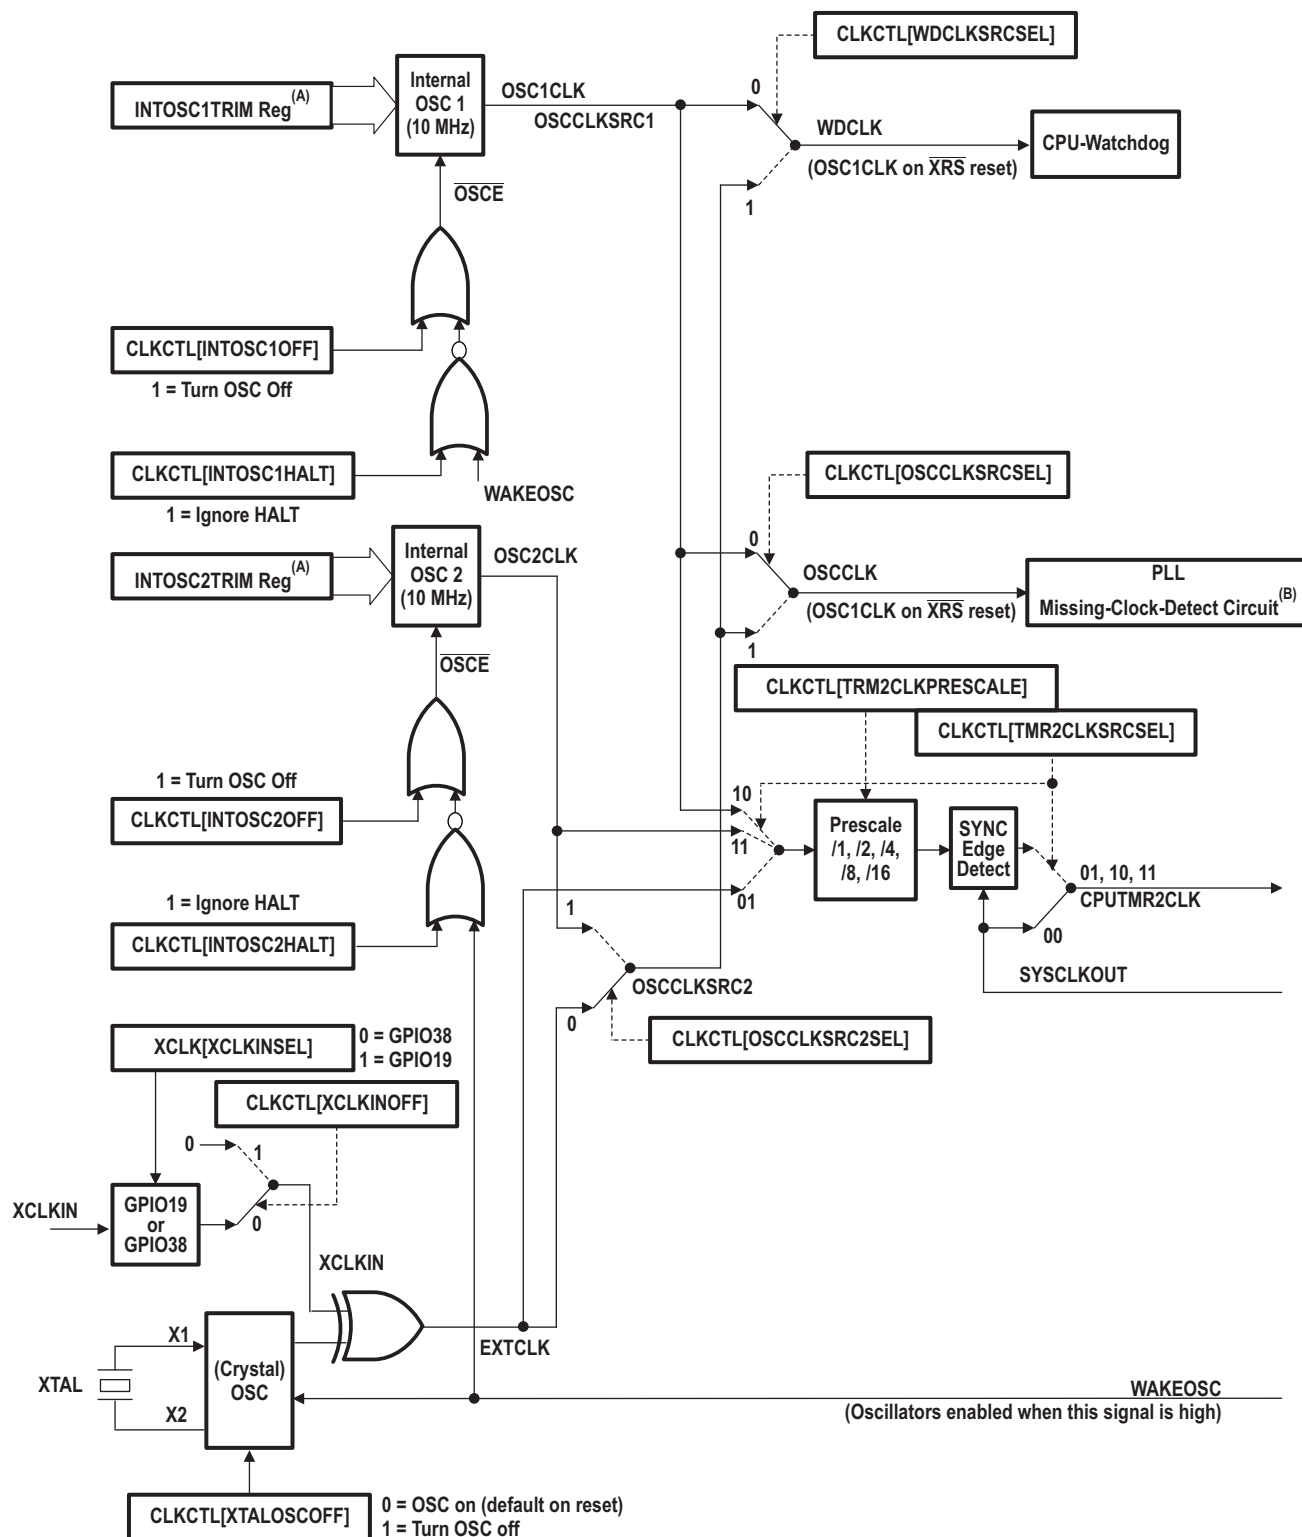 CLKCTL[WDCLKSRCSEL]
INTOSC1TRIM Reg(A)
Internal
OSC 1
(10 MHz)
OSC1CLK
OSCCLKSRC1
0
WDCLK
(OSC1CLK on XRS reset)
CPU-Watchdog
1
OSCE
CLKCTL[INTOSC1OFF]
1 = Turn OSC Off
CLKCTL[INTOSC1HALT]
1 = Ignore HALT
WAKEOSC
CLKCTL[OSCCLKSRCSEL]
INTOSC2TRIM Reg(A)
Internal
OSC 2
(10 MHz)
OSC2CLK
0
OSCCLK
(OSC1CLK on XRS reset)
PLL
Missing-Clock-Detect Circuit(B)
1
OSCE
CLKCTL[TRM2CLKPRESCALE]
CLKCTL[TMR2CLKSRCSEL]
1 = Turn OSC Off
CLKCTL[INTOSC2OFF]
10
11
01
Prescale
/1, /2, /4,
/8, /16
SYNC
Edge
Detect
01, 10, 11
CPUTMR2CLK
00
SYSCLKOUT
1 = Ignore HALT
CLKCTL[INTOSC2HALT]
1
OSCCLKSRC2
0
CLKCTL[OSCCLKSRC2SEL]
XCLK[XCLKINSEL]
0 = GPIO38
1 = GPIO19
CLKCTL[XCLKINOFF]
0
1
0
XCLKIN
GPIO19
or
GPIO38
XCLKIN
EXTCLK
XTAL
X1
X2
(Crystal)
OSC
WAKEOSC
(Oscillators enabled when this signal is high)
CLKCTL[XTALOSCOFF]
0 = OSC on (default on reset)
1 = Turn OSC off